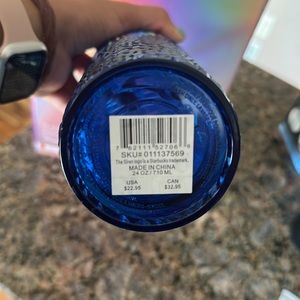 7 62111 52706 6
SKU# 011137569
The Siren logo is a Starbucks trademark.
MADE IN CHINA
24 OZ / 710 ML
USA CAN
$22.95 $32.95